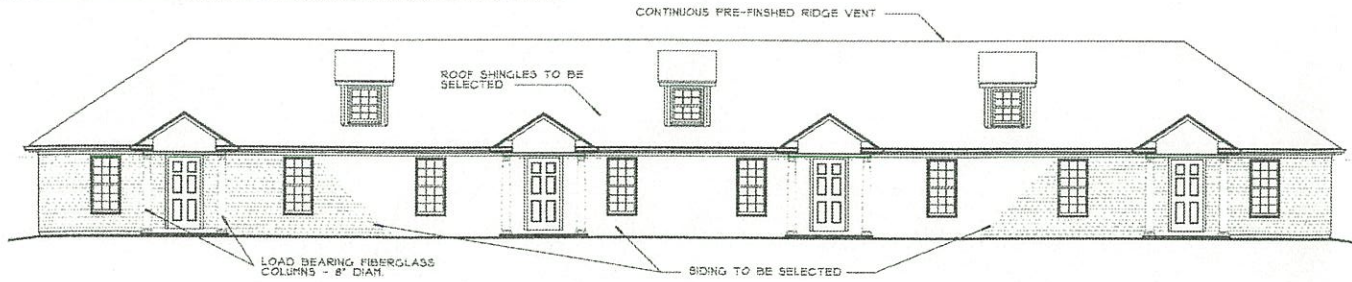 CONTINUOUS PRE-FINSHED RIDGE VENT
ROOF SHINGLES TO BE
SELECTED
LOAD BEARING FIBERGLASS
COLUMNS - 8" DIAM.
SIDING TO BE SELECTED